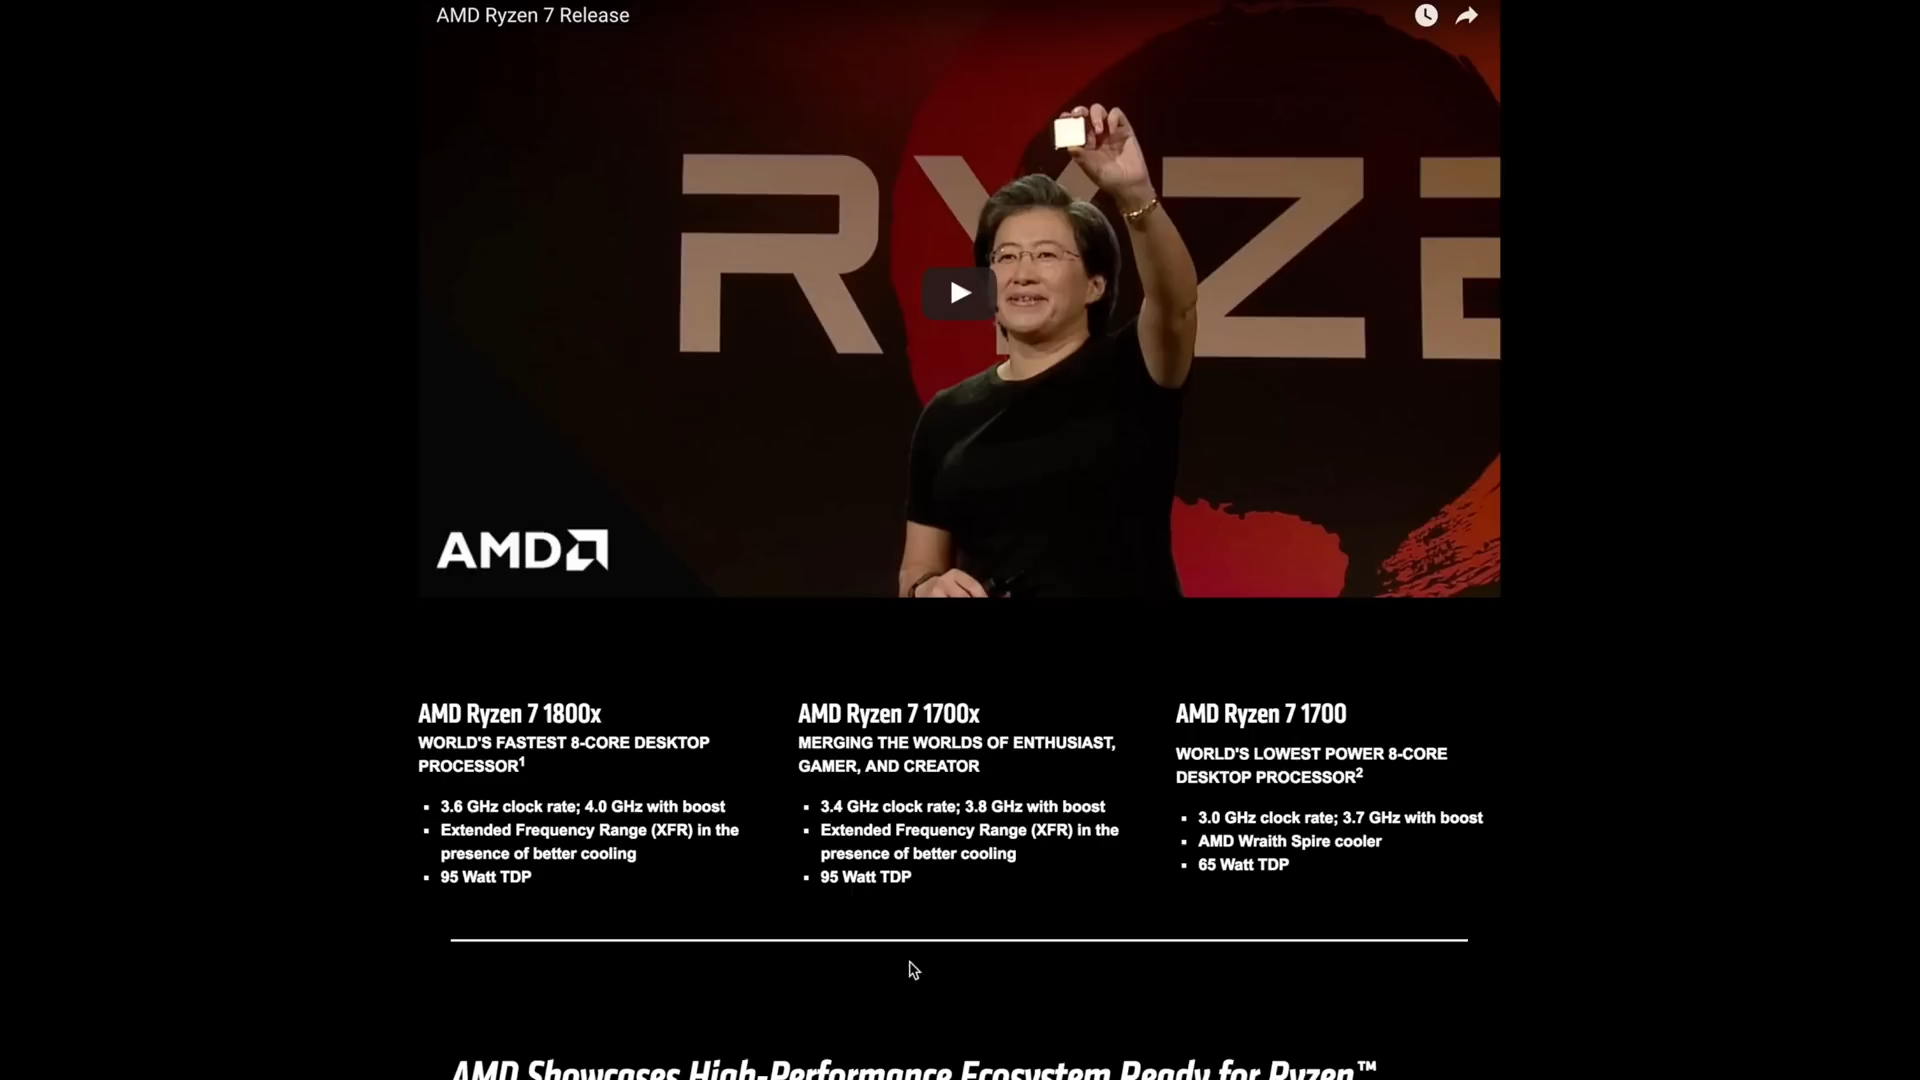 AMD Ryzen 7 Release
RYZE
AMD
AMD Ryzen 7 1800x
WORLD'S FASTEST 8-CORE DESKTOP
PROCESSOR1
▪ 3.6 GHz clock rate; 4.0 GHz with boost
▪ Extended Frequency Range (XFR) in the
presence of better cooling
▪ 95 Watt TDP
AMD Ryzen 7 1700x
MERGING THE WORLDS OF ENTHUSIAST,
GAMER, AND CREATOR
▪ 3.4 GHz clock rate; 3.8 GHz with boost
▪ Extended Frequency Range (XFR) in the
presence of better cooling
▪ 95 Watt TDP
AMD Ryzen 7 1700
WORLD'S LOWEST POWER 8-CORE
DESKTOP PROCESSOR2
▪ 3.0 GHz clock rate; 3.7 GHz with boost
▪ AMD Wraith Spire cooler
▪ 65 Watt TDP
AMD Showcases High-Performance Ecosystem Ready for Ryzen™